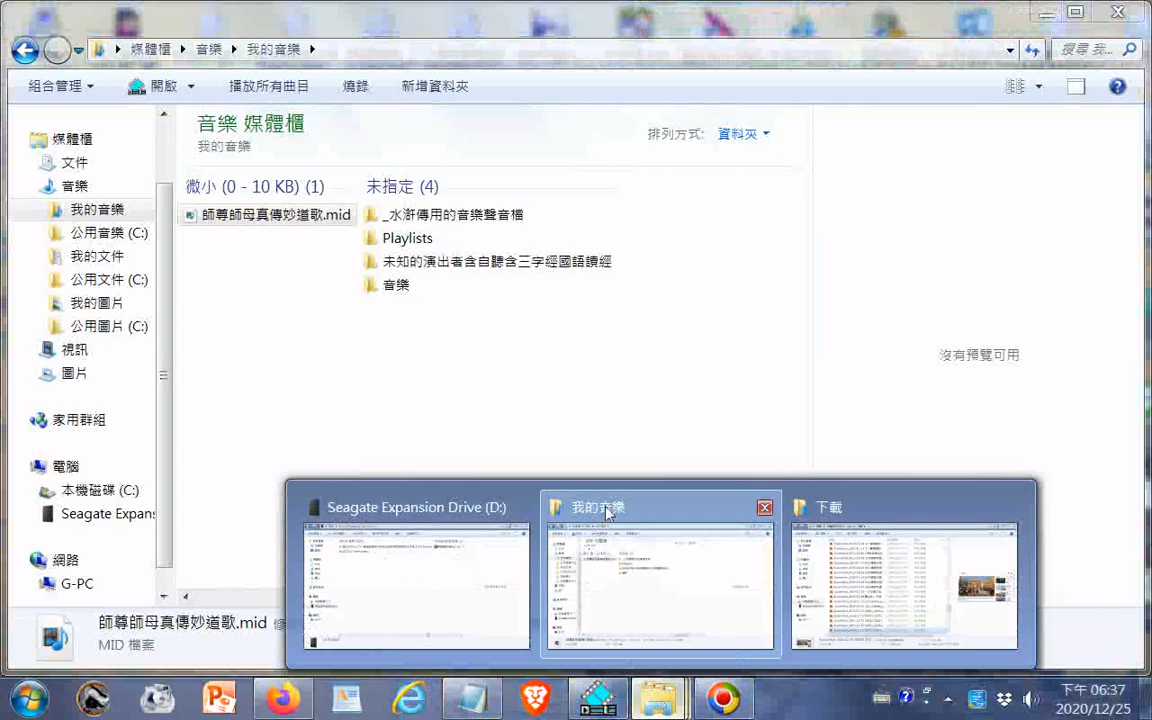 媒體櫃 音樂 我的音樂
搜尋 我...
組合管理 開啟 播放所有曲目 燒錄 新增資料夾
媒體櫃
文件
音樂
我的音樂
公用音樂 (C:)
我的文件
公用文件 (C:)
我的圖片
公用圖片 (C:)
視訊
圖片
家用群組
電腦
本機磁碟 (C:)
Seagate Expans
網路
G-PC
音樂 媒體櫃
我的音樂
排列方式: 資料夾
微小 (0 - 10 KB) (1)
師尊師母真傳妙道歌.mid
未指定 (4)
_水滸傳用的音樂聲音檔
Playlists
未知的演出者含自聽含三字經國語讀經
音樂
沒有預覽可用
師尊師母真傳妙道歌.mid 修
MID 檔案
Seagate Expansion Drive (D:)
我的音樂
下載
下午 06:37
2020/12/25